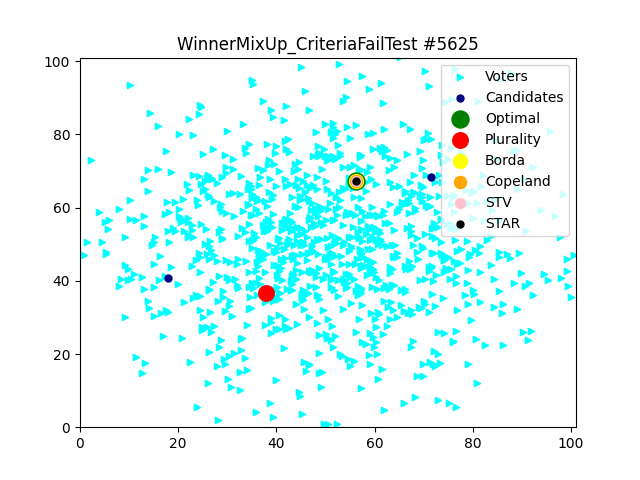 WinnerMixUp_CriteriaFailTest #5625
100
80
60
40
20
0
0 20 40 60 80 100
Voters
Candidates
Optimal
Plurality
Borda
Copeland
STV
STAR